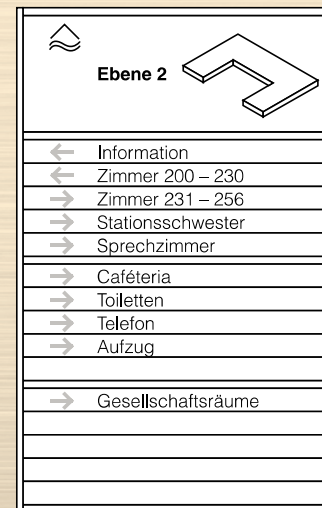 Ebene 2
Information
Zimmer 200 – 230
Zimmer 231 – 256
Stationsschwester
Sprechzimmer
Caféteria
Toiletten
Telefon
Aufzug
Gesellschaftsräume